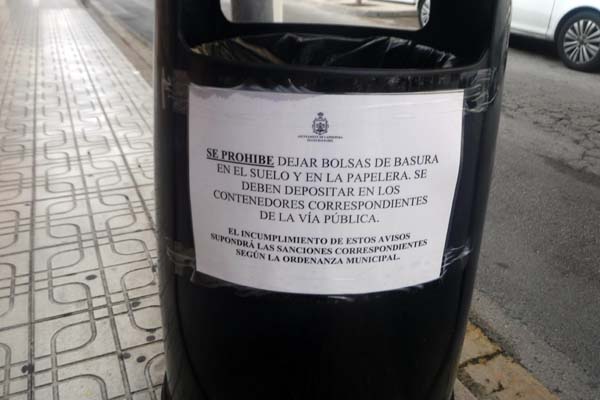 SE PROHIBE DEJAR BOLSAS DE BASURA
EN EL SUELO Y EN LA PAPELERA. SE
DEBEN DEPOSITAR EN LOS
CONTENEDORES CORRESPONDIENTES
DE LA VÍA PÚBLICA.
EL INCUMPLIMIENTO DE ESTOS AVISOS
SUPONDRÁ LAS SANCIONES CORRESPONDIENTES
SEGÚN LA ORDENANZA MUNICIPAL.